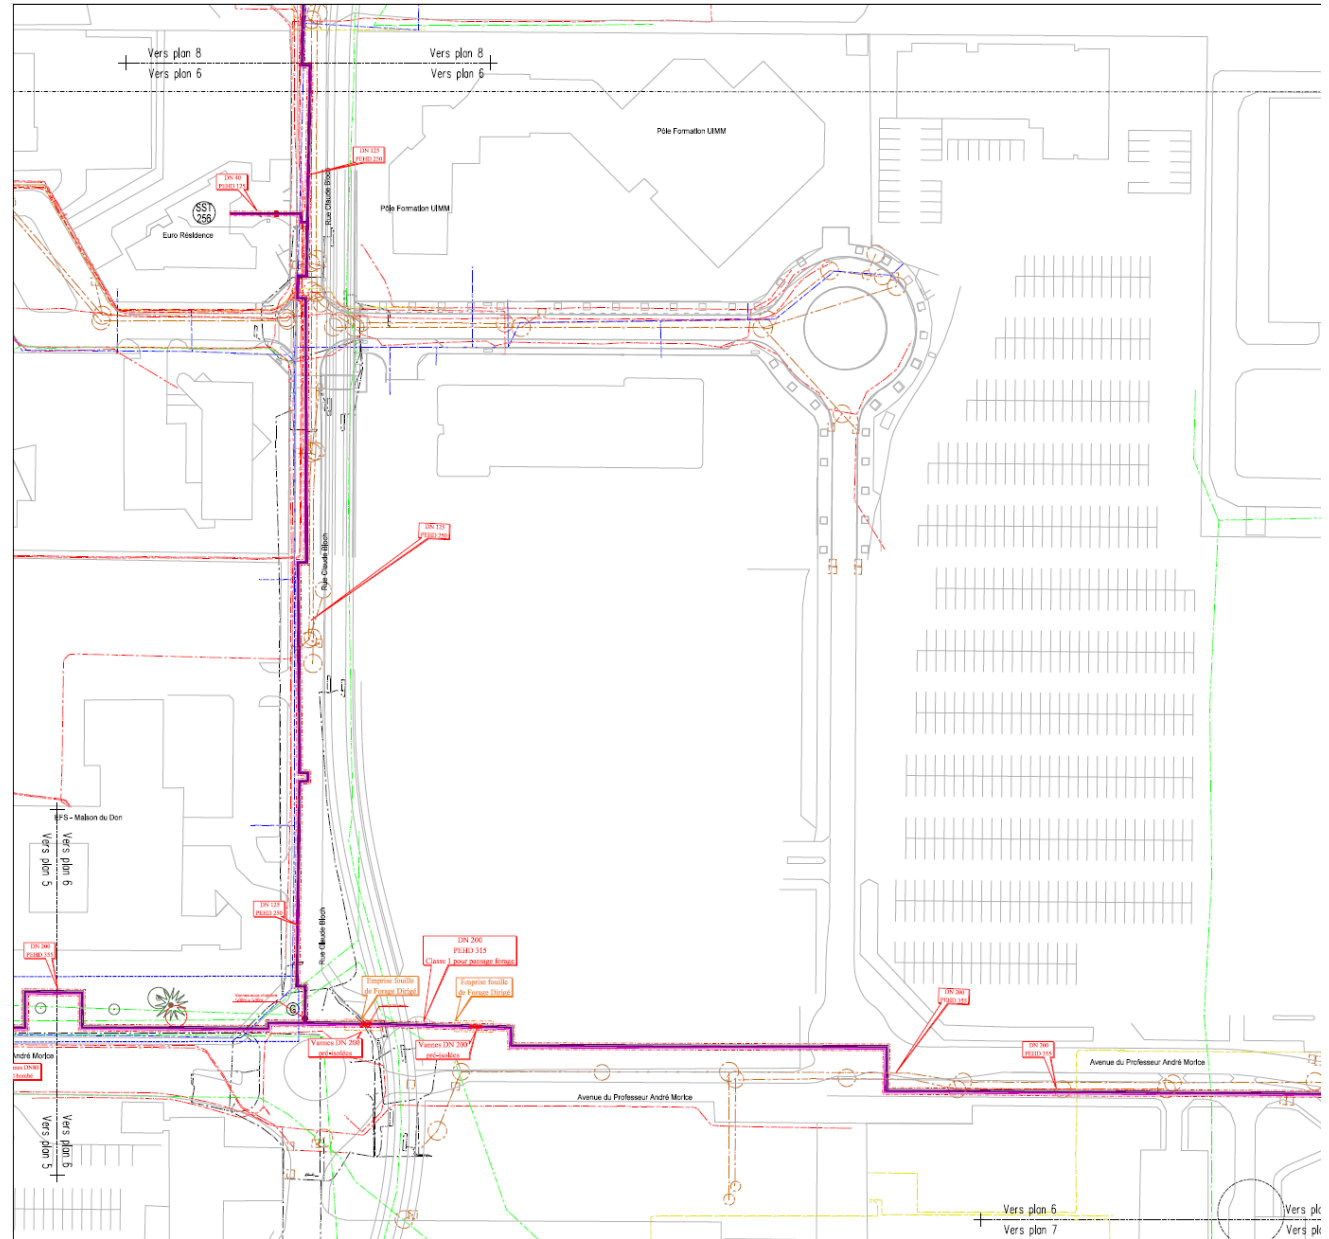 Vers plan 8
Vers plan 6
Vers plan 8
Vers plan 6
Pôle Formation UIMM
DN 125
PEHD 250
DN 40
PEHD 125
SST
256
Rue Claude Bloch
Pôle Formation UIMM
Euro Résidence
DN 125
PEHD 250
Rue Claude Bloch
EFS - Maison du Don
Vers plan 6
Vers plan 5
DN 125
PEHD 250
Rue Claude Bloch
DN 200
PEHD 355
DN 200
PEHD 315
Classe 1 pour passage forage
Emprise fouille
de Forage Dirigé
Emprise fouille
de Forage Dirigé
DN 200
PEHD 355
G
Vannes DN 200
pré-isolées
Vannes DN 200
pré-isolées
DN 200
PEHD 355
André Morice
Avenue du Professeur André Morice
Avenue du Professeur André Morice
Vers plan 6
Vers plan 5
Vers plan 6
Vers plan 7
Vers pla
Vers pla